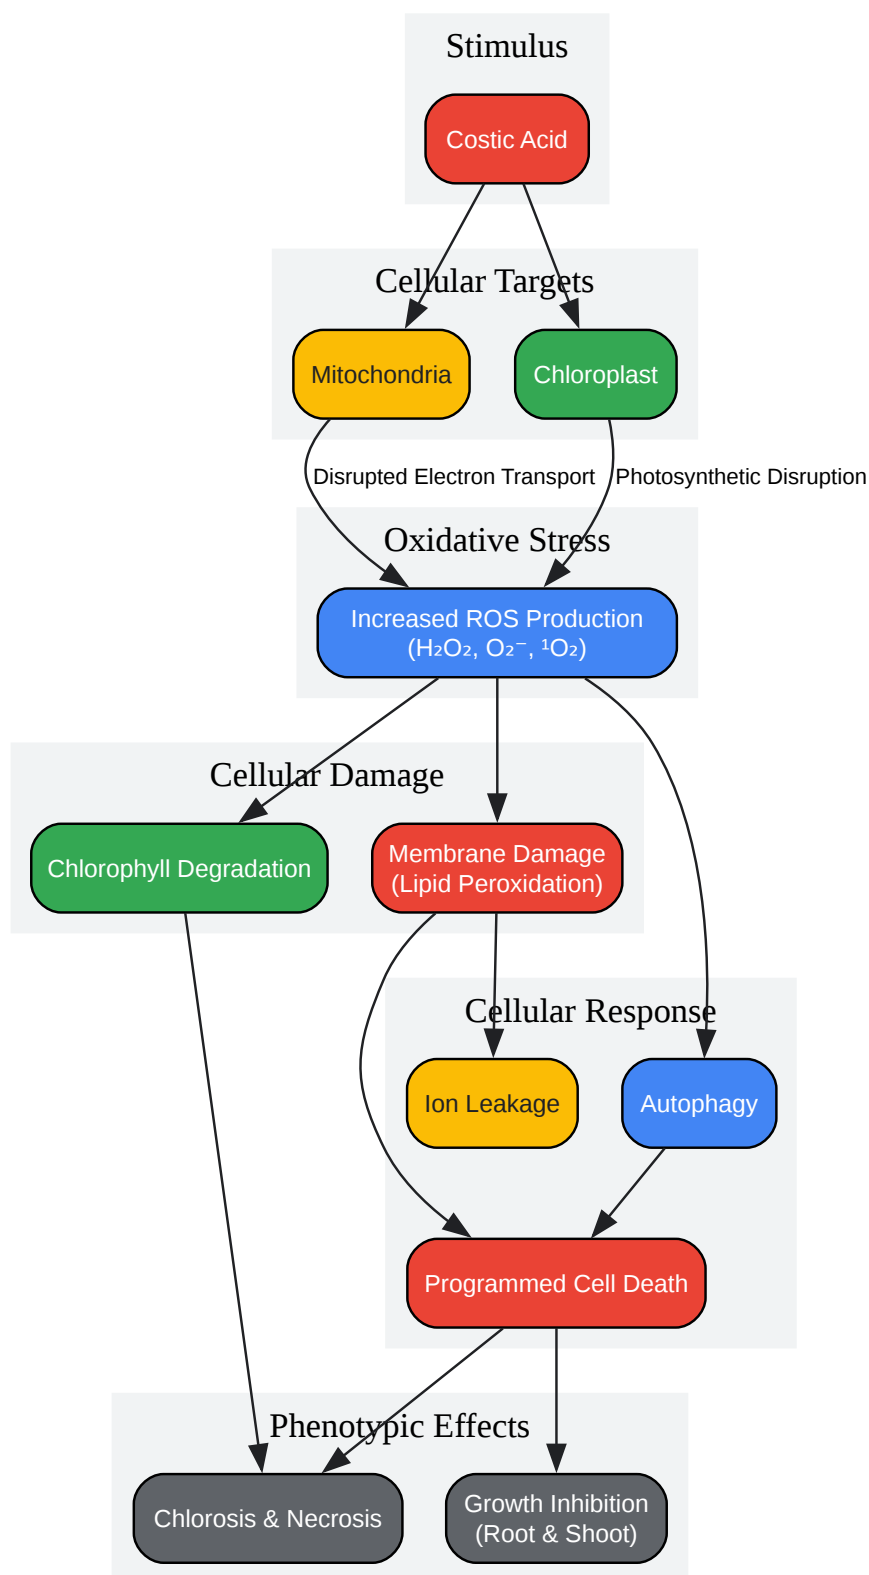 Stimulus
Costic Acid
Cellular Targets
Mitochondria
Chloroplast
Disrupted Electron Transport
Photosynthetic Disruption
Oxidative Stress
Increased ROS Production
(H₂O₂, O₂⁻, ¹O₂)
Cellular Damage
Chlorophyll Degradation
Membrane Damage
(Lipid Peroxidation)
Cellular Response
Ion Leakage
Autophagy
Programmed Cell Death
Phenotypic Effects
Chlorosis & Necrosis
Growth Inhibition
(Root & Shoot)